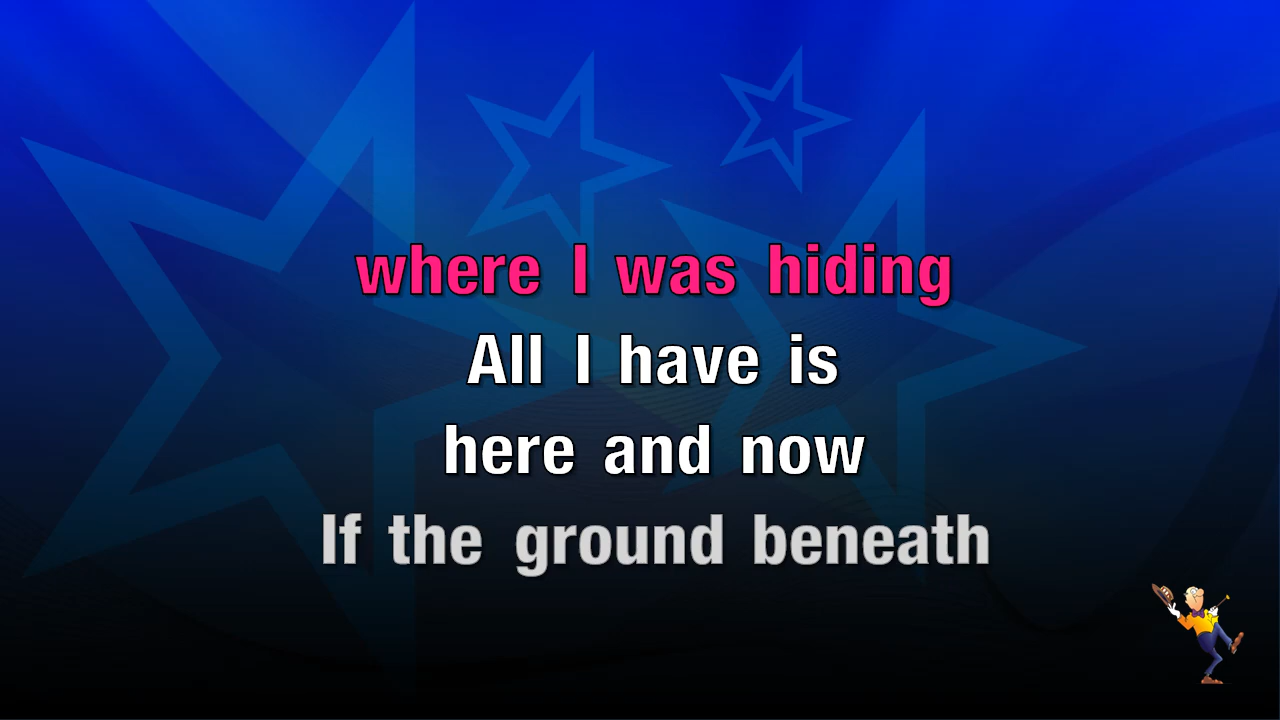 where I was hiding
All I have is
here and now
If the ground beneath